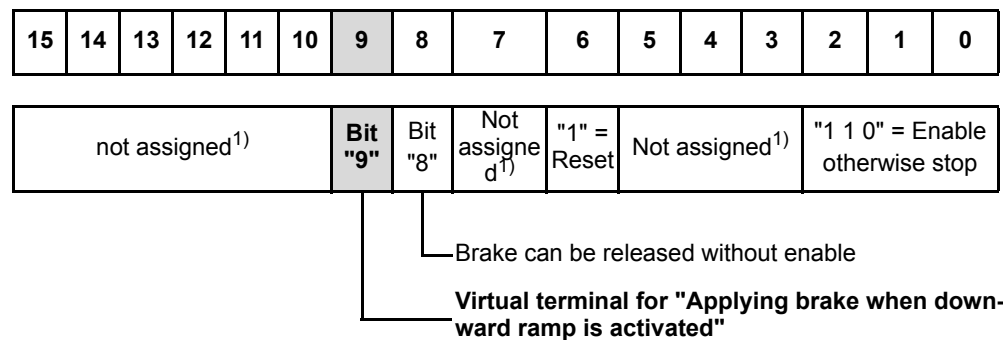 15 14 13 12 11 10 9 8 7 6 5 4 3 2 1 0
not assigned1) Bit "9" Bit "8" Not assigned1) "1" = Reset Not assigned1) "1 1 0" = Enable otherwise stop
Brake can be released without enable
Virtual terminal for "Applying brake when down-
ward ramp is activated"